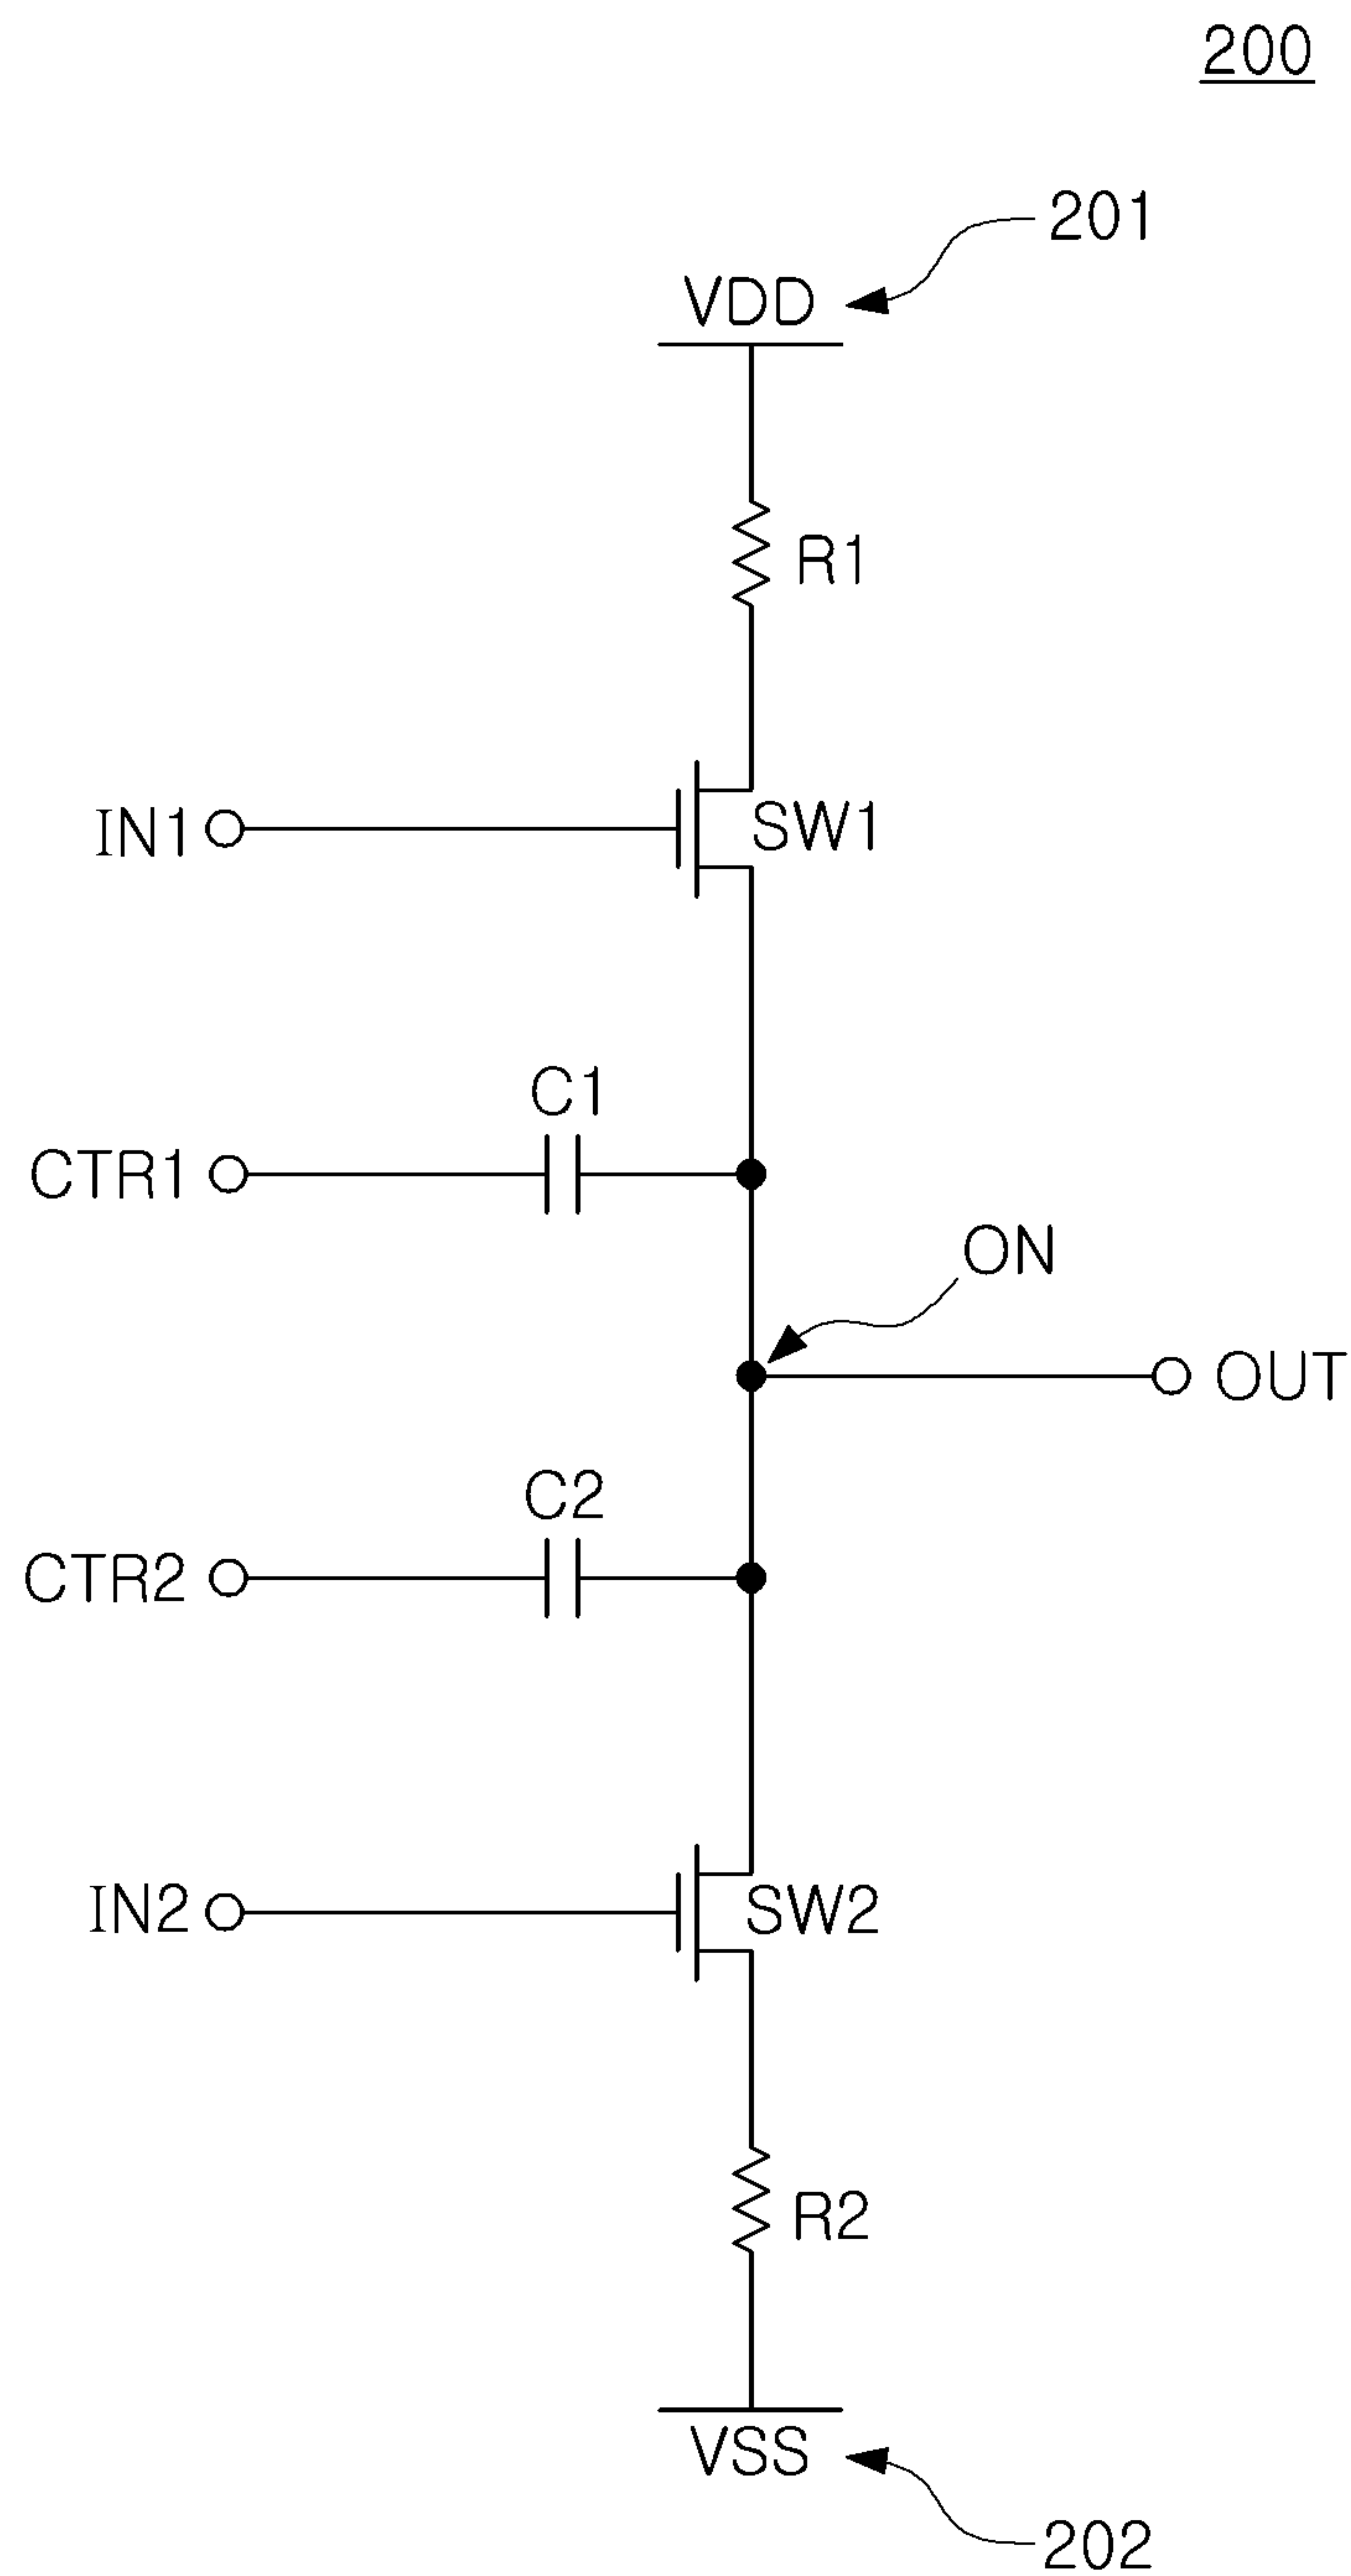 200
201
VDD
R1
IN1
SW1
C1
CTR1
ON
OUT
C2
CTR2
IN2
SW2
R2
VSS
202